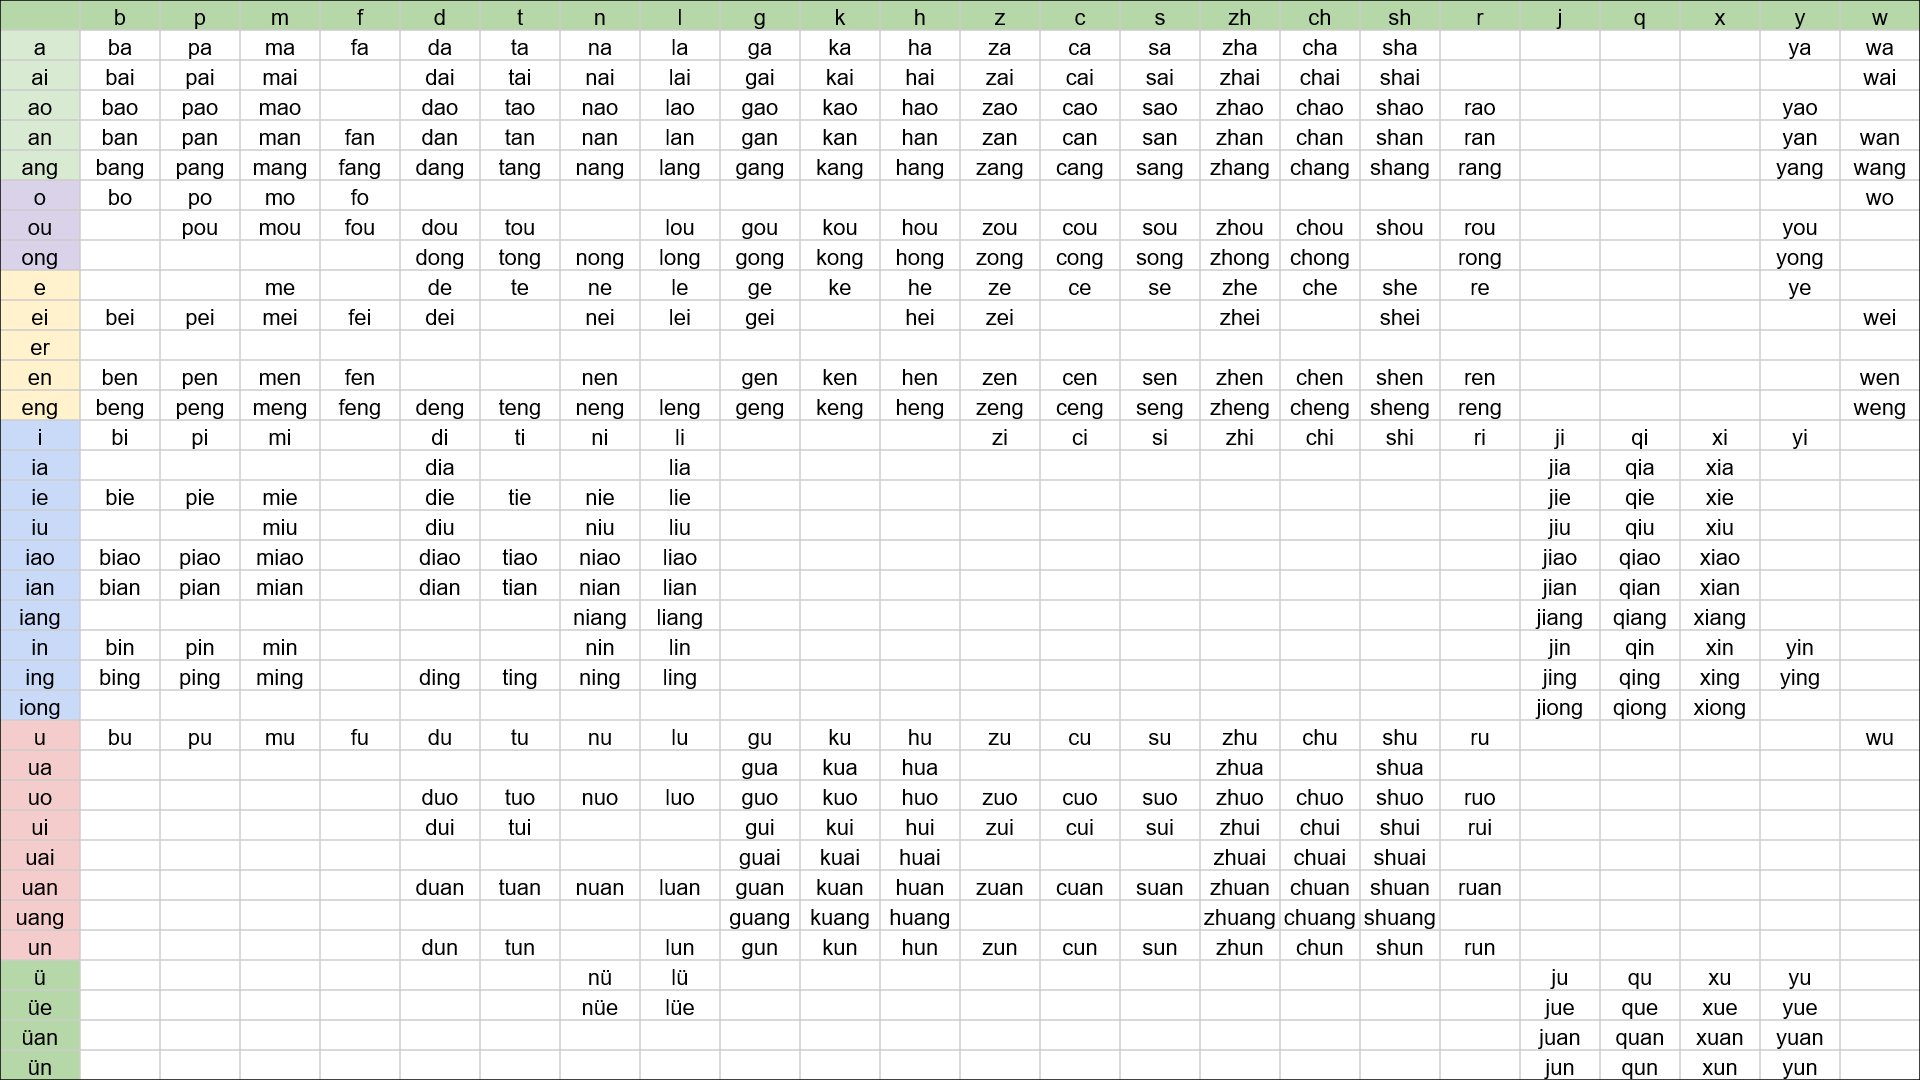 b p m f d t n l g k h z c s zh ch sh r j q x y w
a ba pa ma fa da ta na la ga ka ha za ca sa zha cha sha ya wa
ai bai pai mai dai tai nai lai gai kai hai zai cai sai zhai chai shai wai
ao bao pao mao dao tao nao lao gao kao hao zao cao sao zhao chao shao rao yao
an ban pan man fan dan tan nan lan gan kan han zan can san zhan chan shan ran yan wan
ang bang pang mang fang dang tang nang lang gang kang hang zang cang sang zhang chang shang rang yang wang
o bo po mo fo wo
ou pou mou fou dou tou lou gou kou hou zou cou sou zhou chou shou rou you
ong dong tong nong long gong kong hong zong cong song zhong chong rong yong
e me de te ne le ge ke he ze ce se zhe che she re ye
ei bei pei mei fei dei nei lei gei hei zei zhei shei wei
er
en ben pen men fen nen gen ken hen zen cen sen zhen chen shen ren wen
eng beng peng meng feng deng teng neng leng geng keng heng zeng ceng seng zheng cheng sheng reng weng
i bi pi mi di ti ni li zi ci si zhi chi shi ri ji qi xi yi
ia dia lia jia qia xia
ie bie pie mie die tie nie lie jie qie xie
iu miu diu niu liu jiu qiu xiu
iao biao piao miao diao tiao niao liao jiao qiao xiao
ian bian pian mian dian tian nian lian jian qian xian
iang niang liang jiang qiang xiang
in bin pin min nin lin jin qin xin yin
ing bing ping ming ding ting ning ling jing qing xing ying
iong jiong qiong xiong
u bu pu mu fu du tu nu lu gu ku hu zu cu su zhu chu shu ru wu
ua gua kua hua zhua shua
uo duo tuo nuo luo guo kuo huo zuo cuo suo zhuo chuo shuo ruo
ui dui tui gui kui hui zui cui sui zhui chui shui rui
uai guai kuai huai zhuai chuai shuai
uan duan tuan nuan luan guan kuan huan zuan cuan suan zhuan chuan shuan ruan
uang guang kuang huang zhuang chuang shuang
un dun tun lun gun kun hun zun cun sun zhun chun shun run
ü nü lü ju qu xu yu
üe nüe lüe jue que xue yue
üan juan quan xuan yuan
ün jun qun xun yun